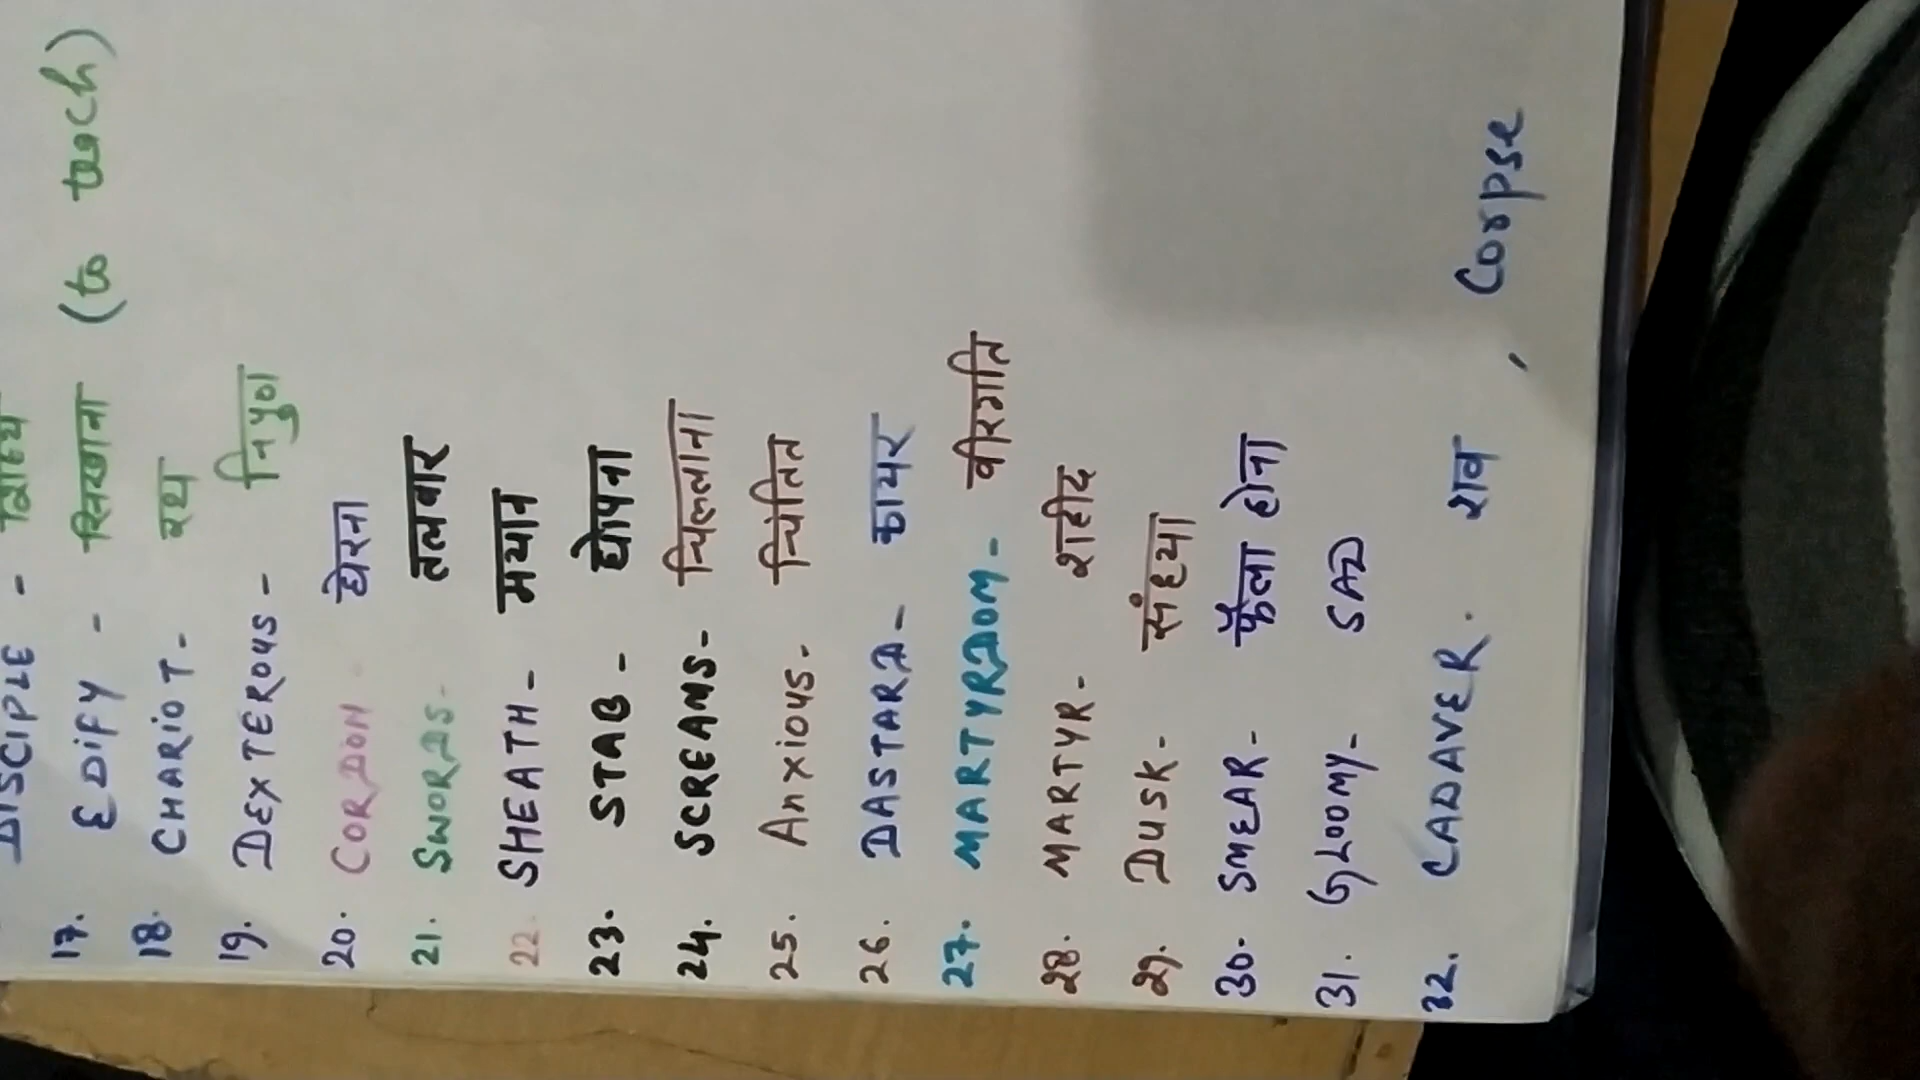 DISCIPLE - शिष्य
17. EDIFY - सिखाना (to teach)
18. CHARIOT - रथ
19. DEXTEROUS - निपुण
20. CORDON - घेरना
21. SWORDS - तलवार
22. SHEATH - मयान
23. STAB - घोपना
24. SCREAMS - चिल्लाना
25. Anxious - चिंतित
26. DASTARD - कायर
27. MARTYRDOM - वीरगति
28. MARTYR - शहीद
29. DUSK - संध्या
30. SMEAR - फैला होना
31. GLOOMY - SAD
32. CADAVER. शव , Corpse